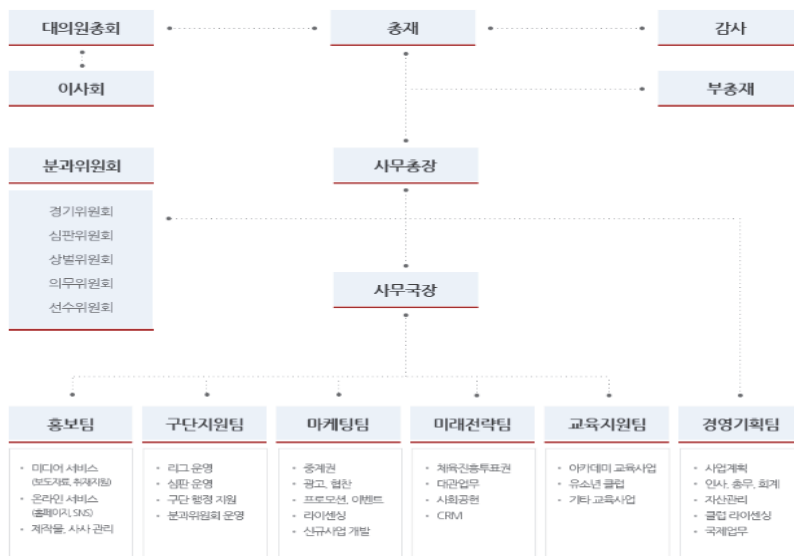 대의원총회
총재
감사
이사회
부총재
분과위원회
사무총장
경기위원회
심판위원회
상벌위원회
의무위원회
선수위원회
사무국장
홍보팀
구단지원팀
마케팅팀
미래전략팀
교육지원팀
경영기획팀
• 미디어 서비스
(보도자료, 취재지원)
• 온라인 서비스
(홈페이지, SNS)
• 제작물, 사사 관리
• 리그 운영
• 심판 운영
• 구단 행정 지원
• 분과위원회 운영
• 중계권
• 광고, 협찬
• 프로모션, 이벤트
• 라이센싱
• 신규사업 개발
• 체육진흥투표권
• 대관업무
• 사회공헌
• CRM
• 아카데미 교육사업
• 유소년 클럽
• 기타 교육사업
• 사업계획
• 인사, 총무, 회계
• 자산관리
• 클럽 라이센싱
• 국제업무